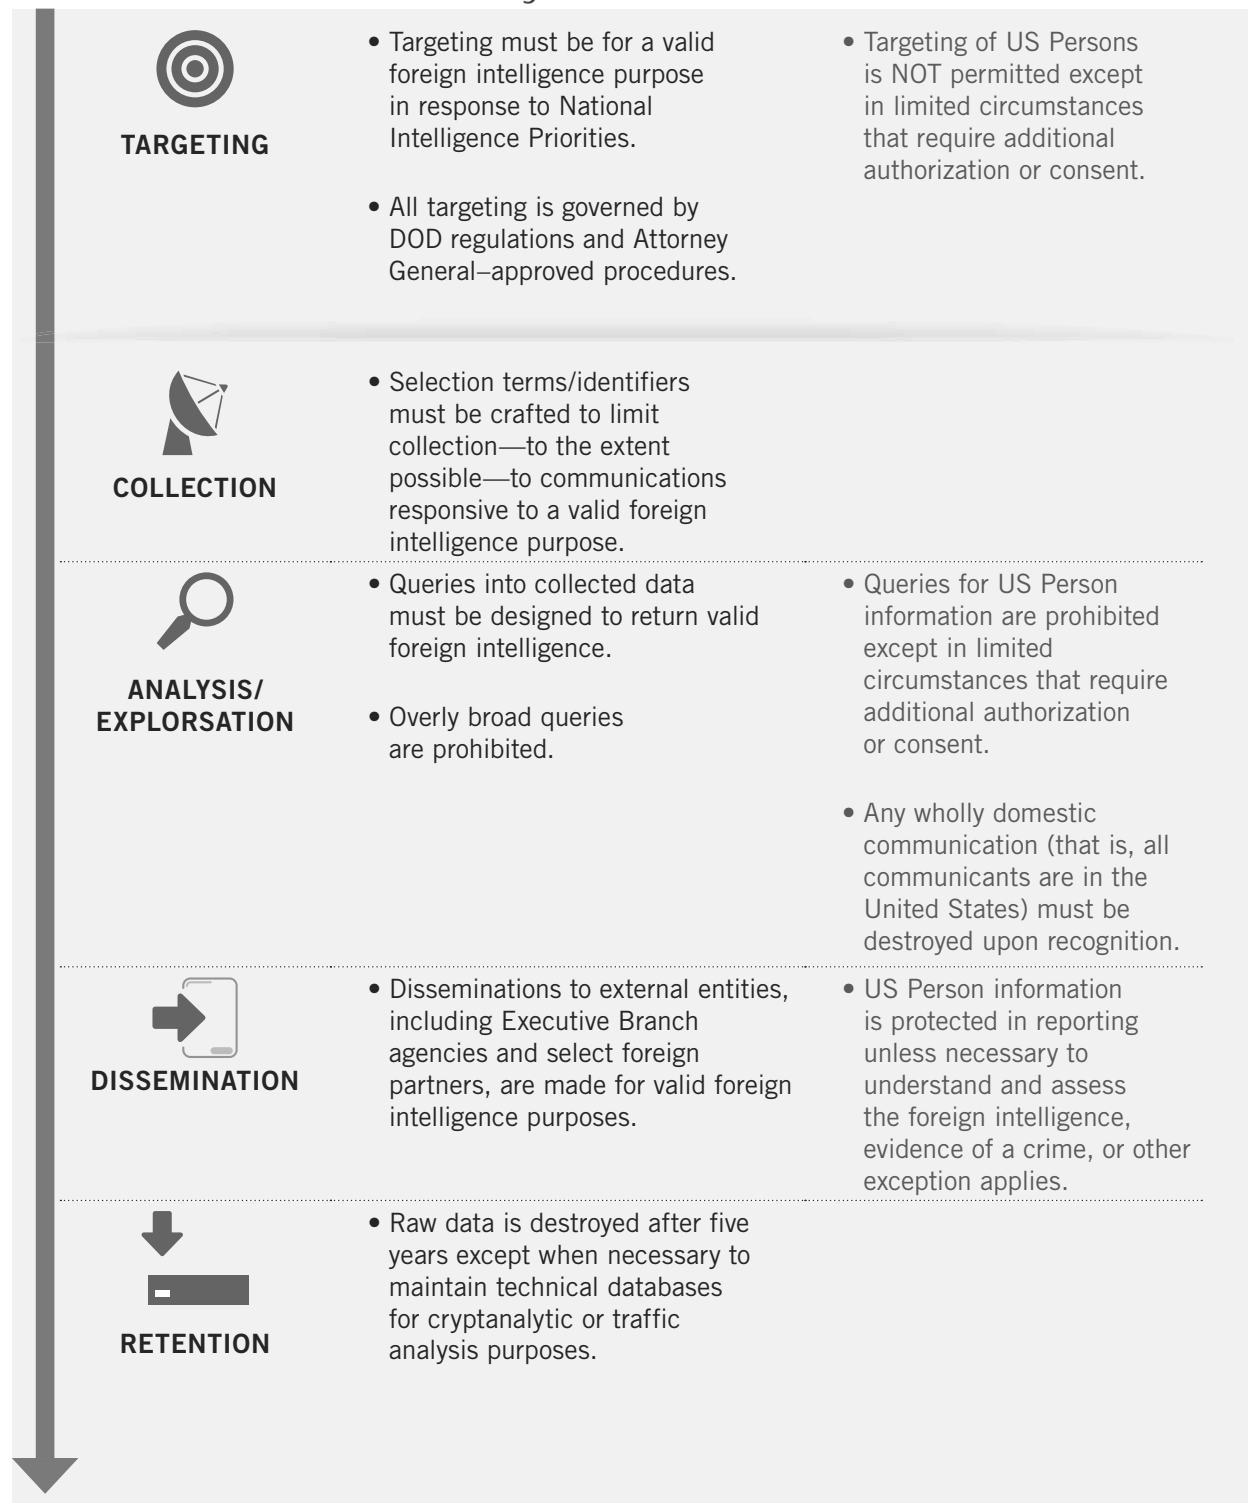 TARGETING
• Targeting must be for a valid
foreign intelligence purpose
in response to National
Intelligence Priorities.
• All targeting is governed by
DOD regulations and Attorney
General–approved procedures.
• Targeting of US Persons
is NOT permitted except
in limited circumstances
that require additional
authorization or consent.
COLLECTION
• Selection terms/identifiers
must be crafted to limit
collection—to the extent
possible—to communications
responsive to a valid foreign
intelligence purpose.
ANALYSIS/
EXPLORSATION
• Queries into collected data
must be designed to return valid
foreign intelligence.
• Overly broad queries
are prohibited.
• Queries for US Person
information are prohibited
except in limited
circumstances that require
additional authorization
or consent.
• Any wholly domestic
communication (that is, all
communicants are in the
United States) must be
destroyed upon recognition.
DISSEMINATION
• Disseminations to external entities,
including Executive Branch
agencies and select foreign
partners, are made for valid foreign
intelligence purposes.
• US Person information
is protected in reporting
unless necessary to
understand and assess
the foreign intelligence,
evidence of a crime, or other
exception applies.
RETENTION
• Raw data is destroyed after five
years except when necessary to
maintain technical databases
for cryptanalytic or traffic
analysis purposes.